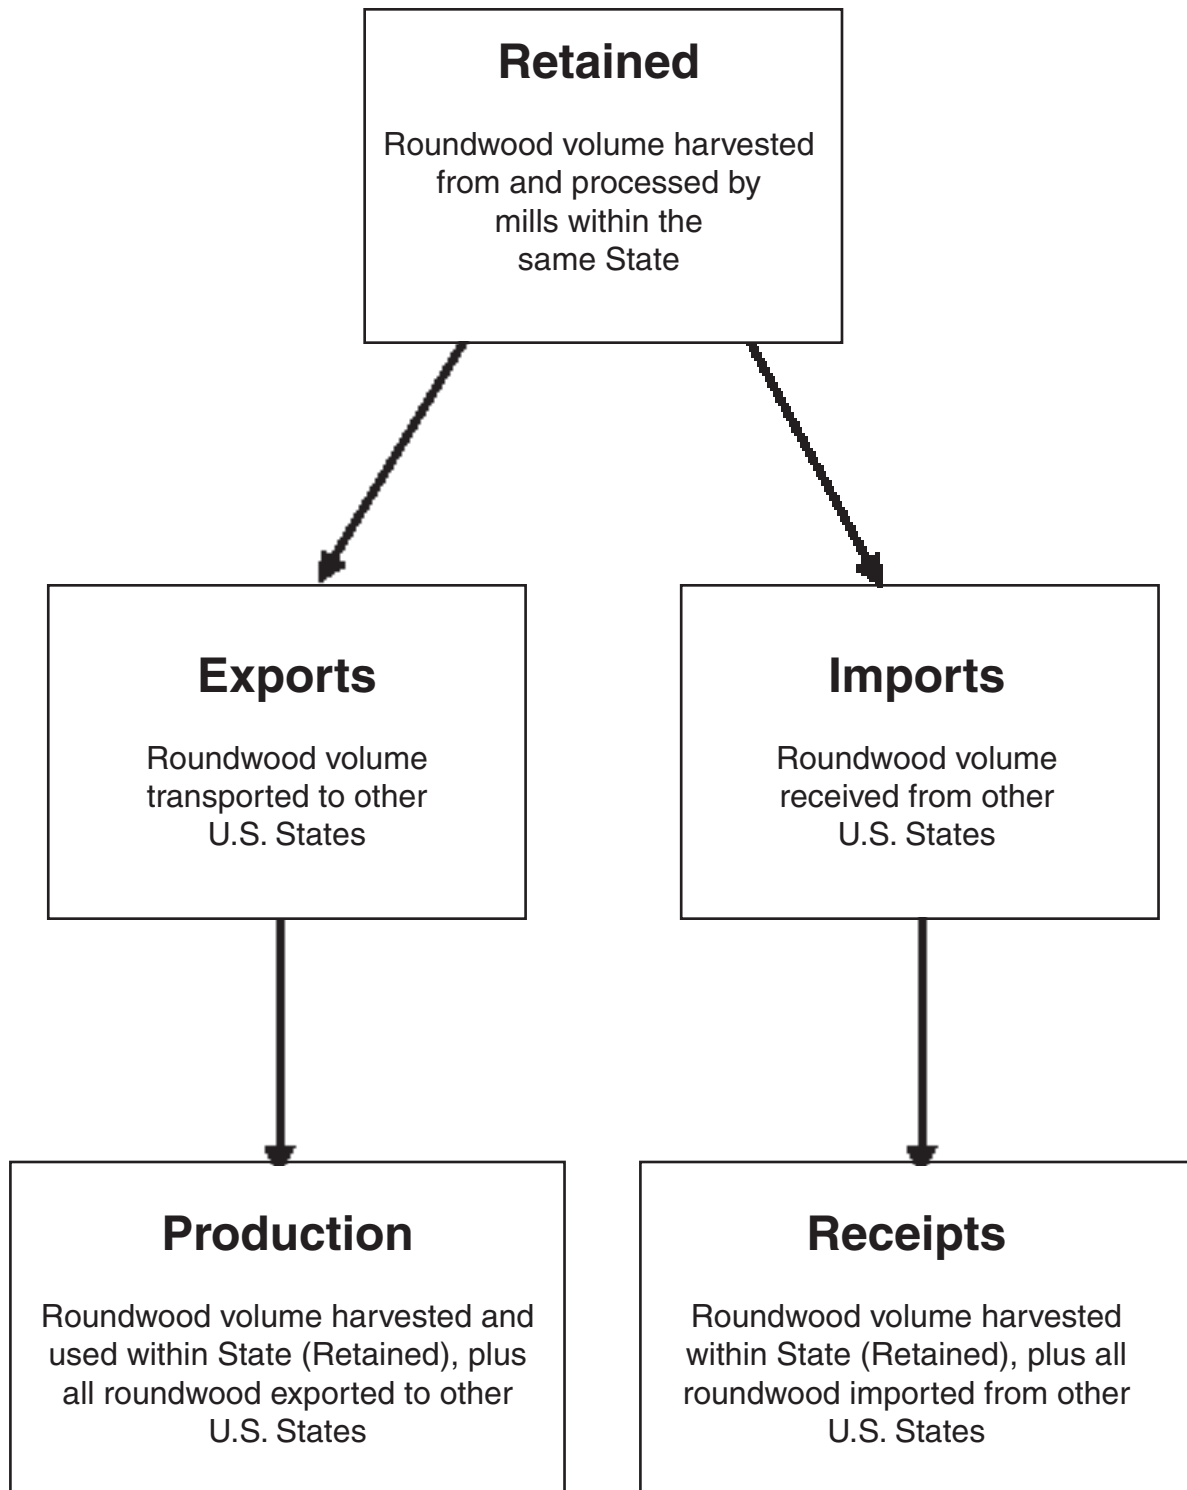 Retained
Roundwood volume harvested
from and processed by
mills within the
same State
Exports
Roundwood volume
transported to other
U.S. States
Imports
Roundwood volume
received from other
U.S. States
Production
Roundwood volume harvested and
used within State (Retained), plus
all roundwood exported to other
U.S. States
Receipts
Roundwood volume harvested
within State (Retained), plus all
roundwood imported from other
U.S. States